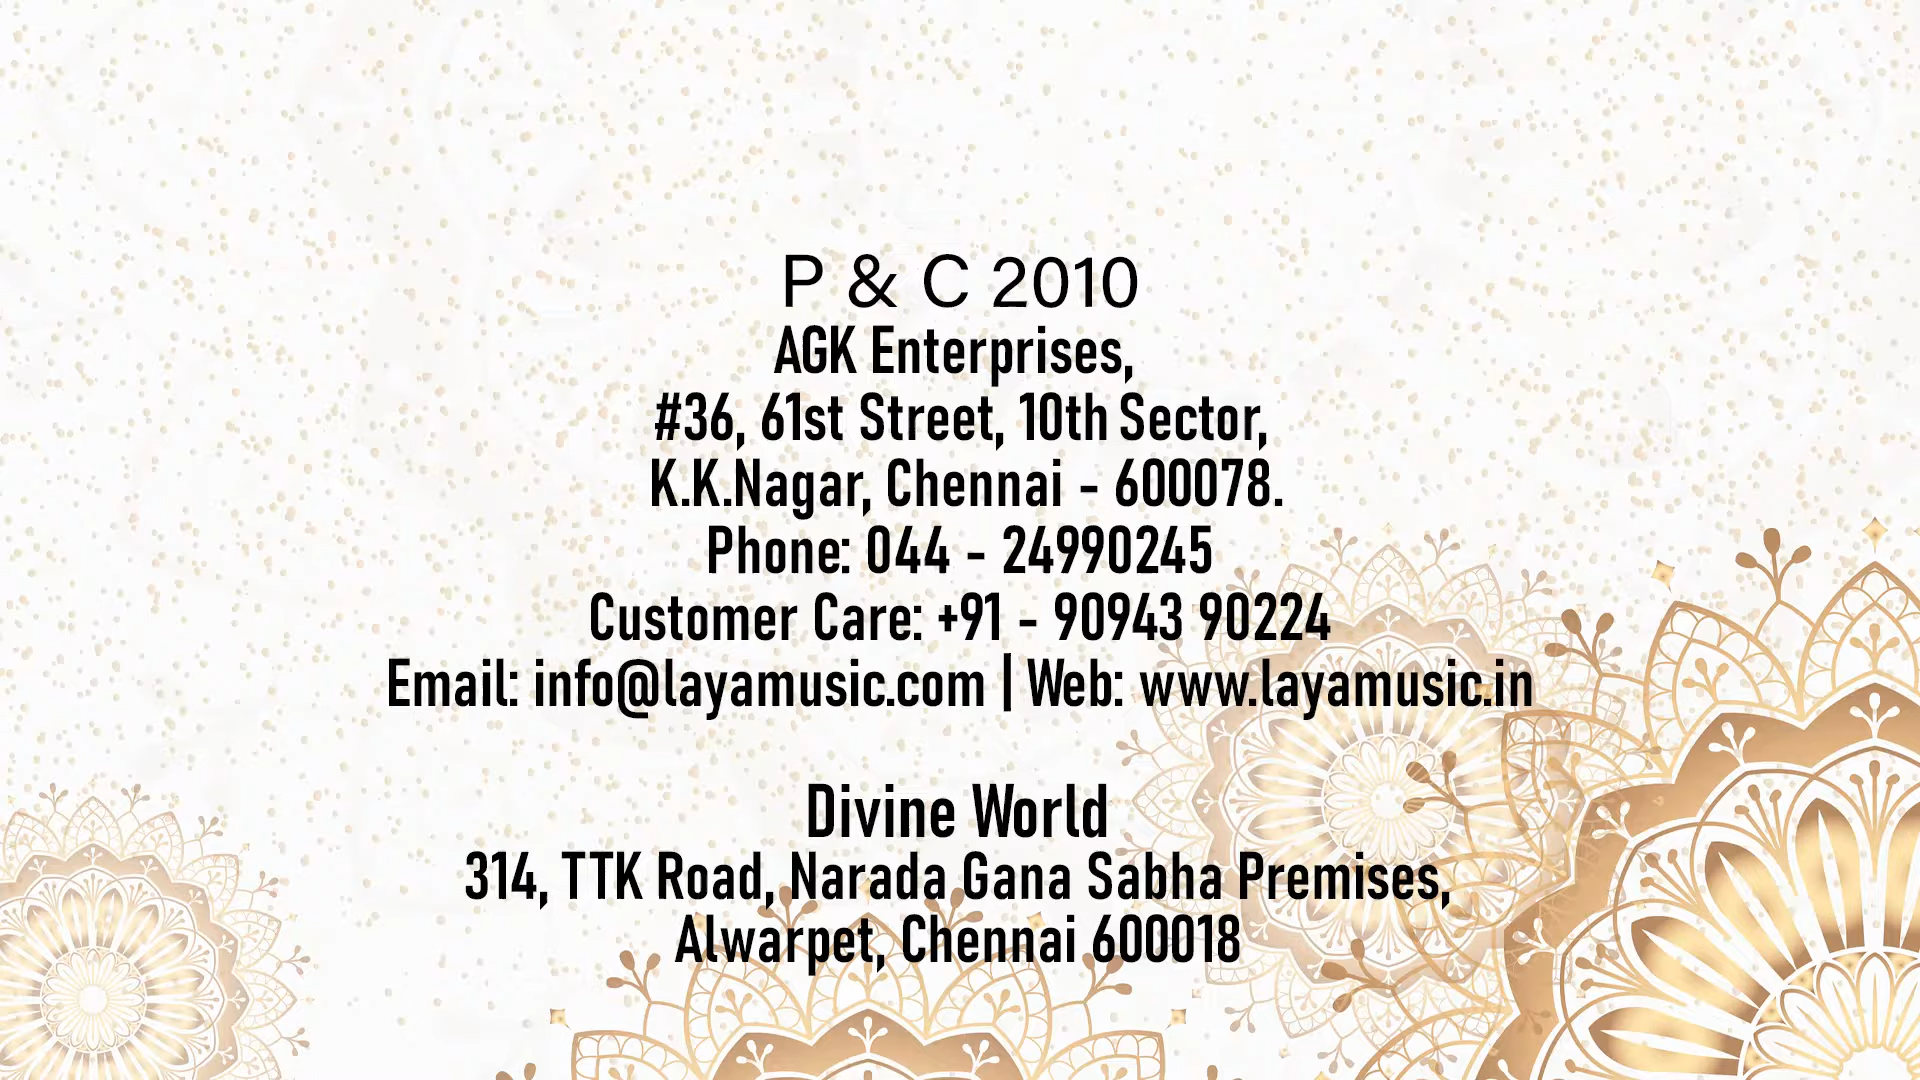 P & C 2010
AGK Enterprises,
#36, 61st Street, 10th Sector,
K.K.Nagar, Chennai - 600078.
Phone: 044 - 24990245
Customer Care: +91 - 90943 90224
Email: info@layamusic.com | Web: www.layamusic.in
Divine World
314, TTK Road, Narada Gana Sabha Premises,
Alwarpet, Chennai 600018